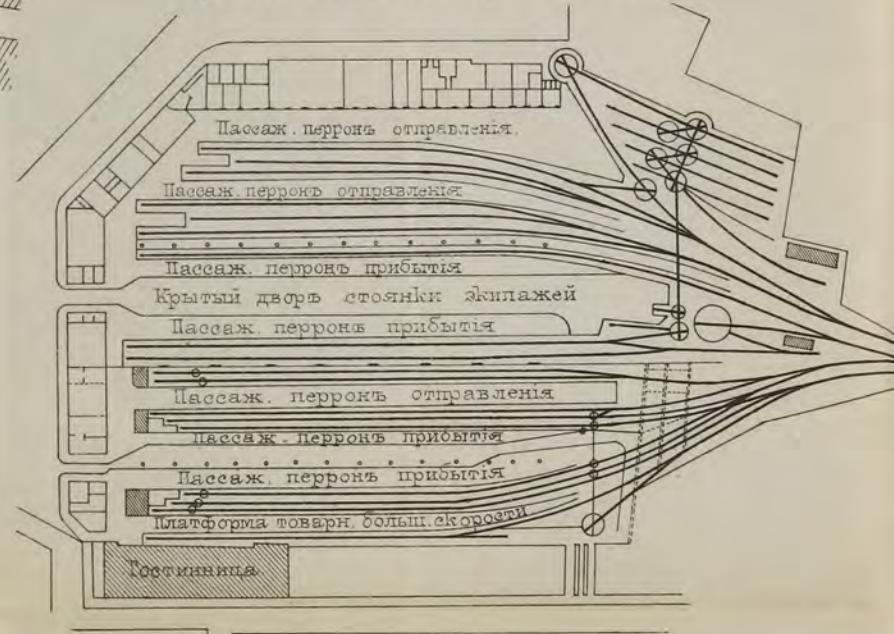 Пассаж. перронъ отправленія.
Пассаж. перронъ отправленія
Пассаж. перронъ прибытія
Крытый дворъ стоянки экипажей
Пассаж. перронъ прибытія
Пассаж. перронъ отправленія
Пассаж. перронъ прибытія
Пассаж. перронъ прибытія
Платформа товарн. больш. скорости.
Гостинница